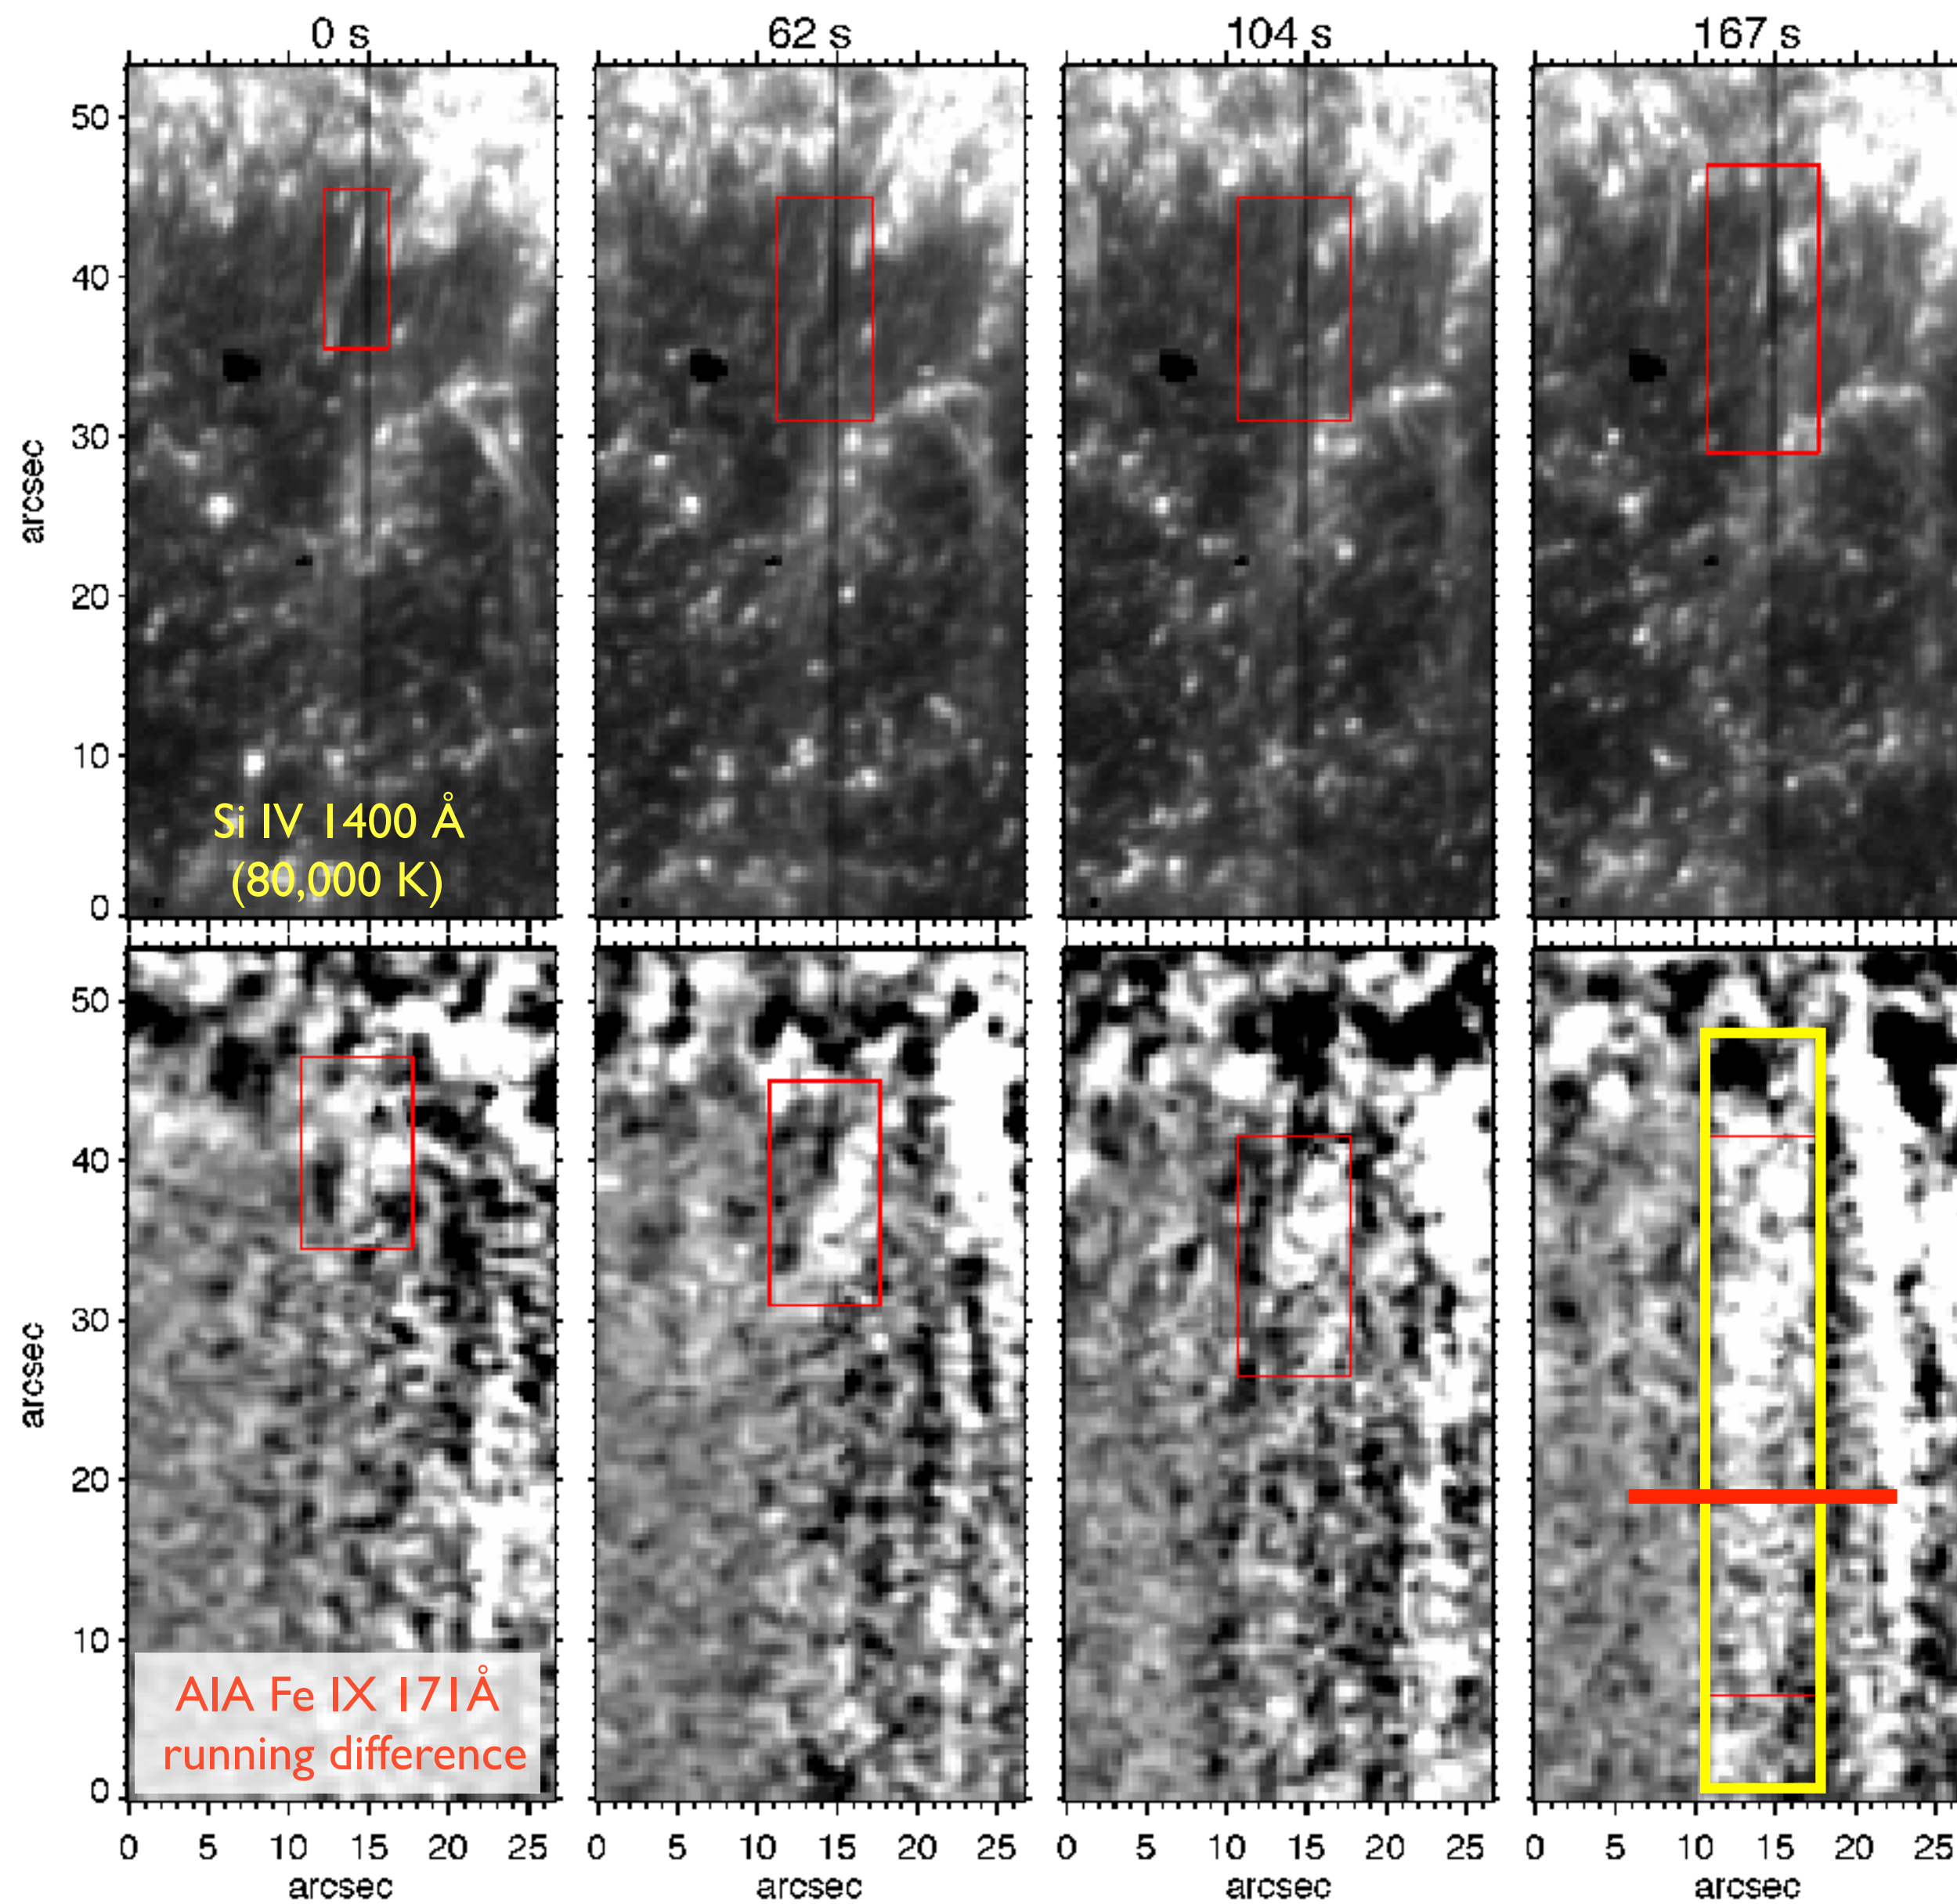 0 s 62 s 104 s 167 s
50
40
30
20
10
0
arcsec
Si IV 1400 Å
(80,000 K)
50
40
30
20
10
0
arcsec
AIA Fe IX 171Å
running difference
0 5 10 15 20 25 0 5 10 15 20 25 0 5 10 15 20 25 0 5 10 15 20 25
arcsec arcsec arcsec arcsec